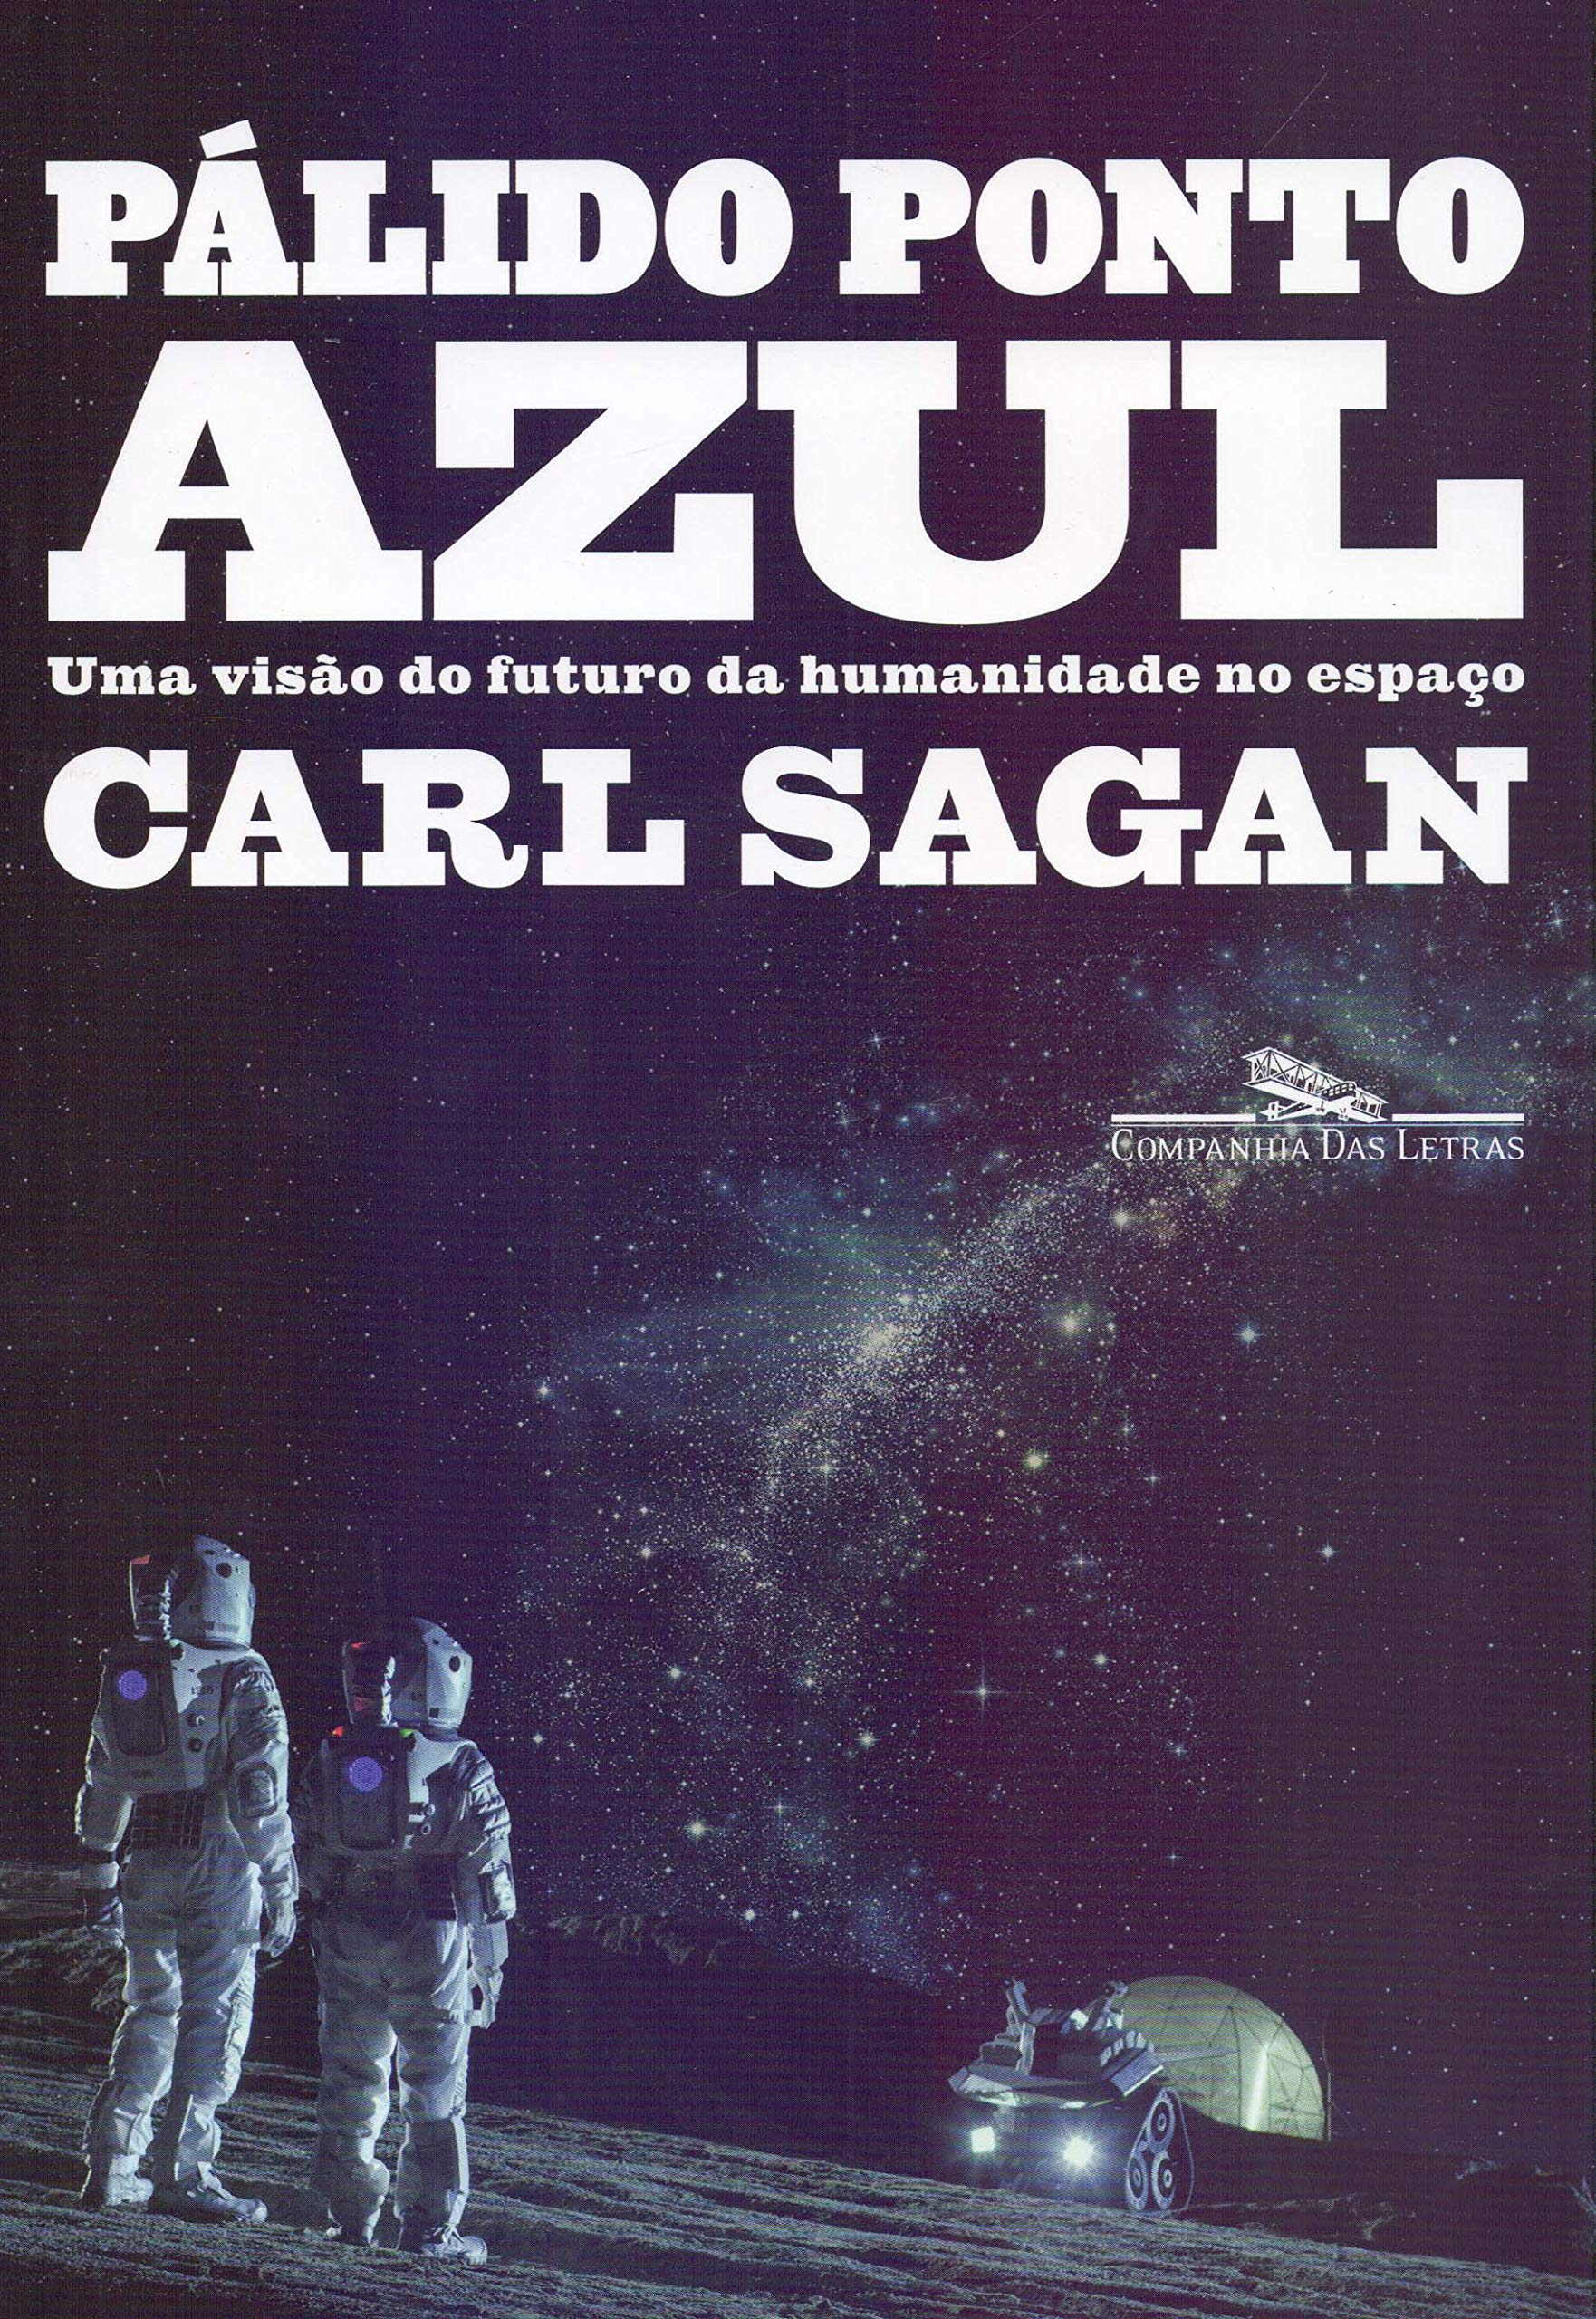 PÁLIDO PONTO
AZUL
Uma visão do futuro da humanidade no espaço
CARL SAGAN
COMPANHIA DAS LETRAS